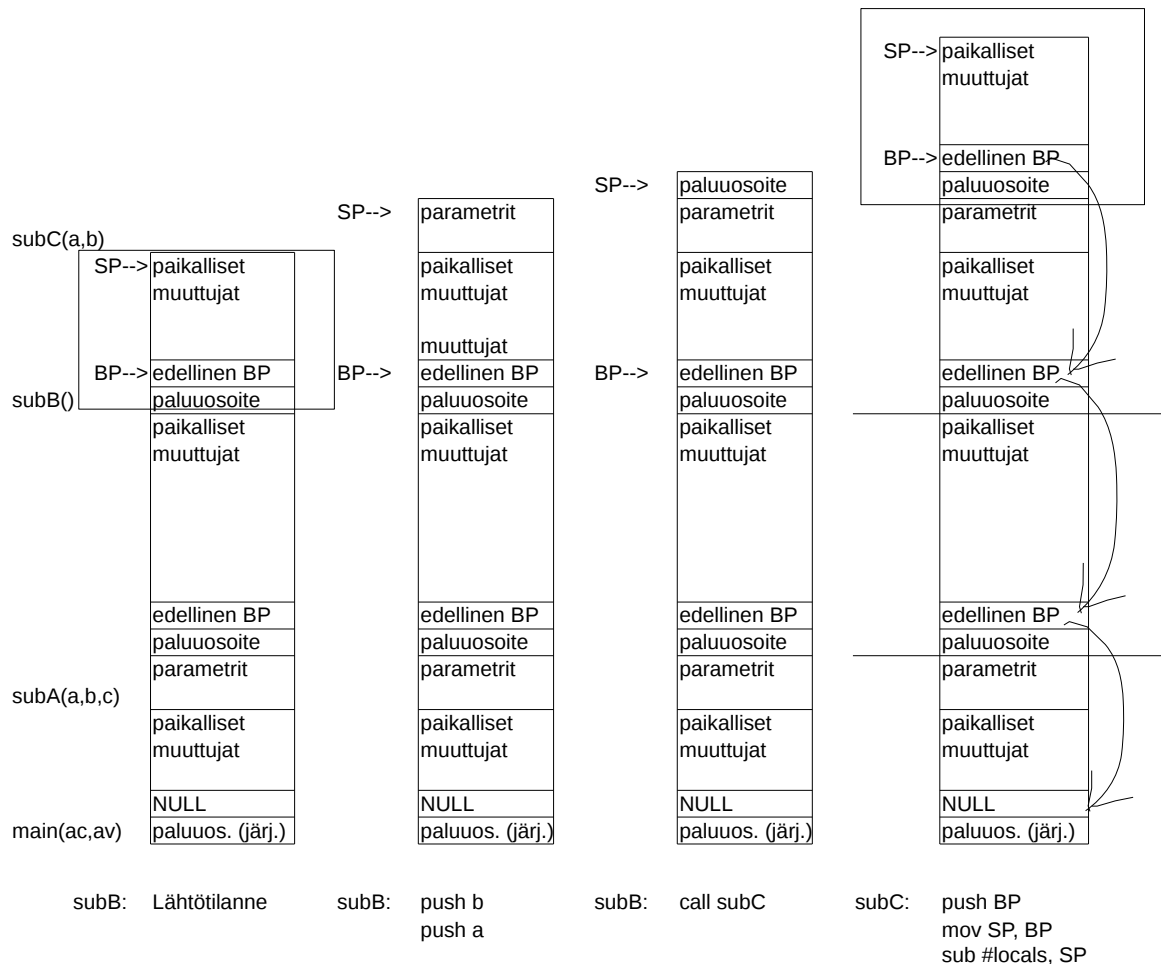 subC(a,b)
subB()
subA(a,b,c)
main(ac,av)
SP-->
paikalliset
muuttujat
BP-->
edellinen BP
paluuosoite
paikalliset
muuttujat
edellinen BP
paluuosoite
parametrit
paikalliset
muuttujat
NULL
paluuos. (järj.)
subB:
Lähtötilanne
SP-->
parametrit
paikalliset
muuttujat
muuttujat
BP-->
edellinen BP
paluuosoite
paikalliset
muuttujat
edellinen BP
paluuosoite
parametrit
paikalliset
muuttujat
NULL
paluuos. (järj.)
subB:
push b
push a
SP-->
paluuosoite
parametrit
paikalliset
muuttujat
BP-->
edellinen BP
paluuosoite
paikalliset
muuttujat
edellinen BP
paluuosoite
parametrit
paikalliset
muuttujat
NULL
paluuos. (järj.)
subB:
call subC
SP-->
paikalliset
muuttujat
BP-->
edellinen BP
paluuosoite
parametrit
paikalliset
muuttujat
edellinen BP
paluuosoite
paikalliset
muuttujat
edellinen BP
paluuosoite
parametrit
paikalliset
muuttujat
NULL
paluuos. (järj.)
subC:
push BP
mov SP, BP
sub #locals, SP